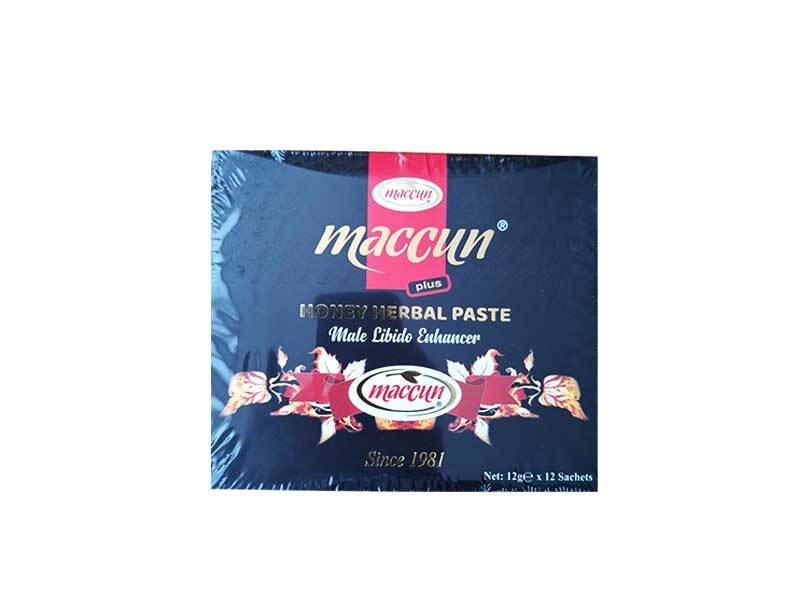 maccun
maccun®
plus
HONEY HERBAL PASTE
Male Libido Enhancer
maccun®
Since 1981
Net: 12g℮ x 12 Sachets